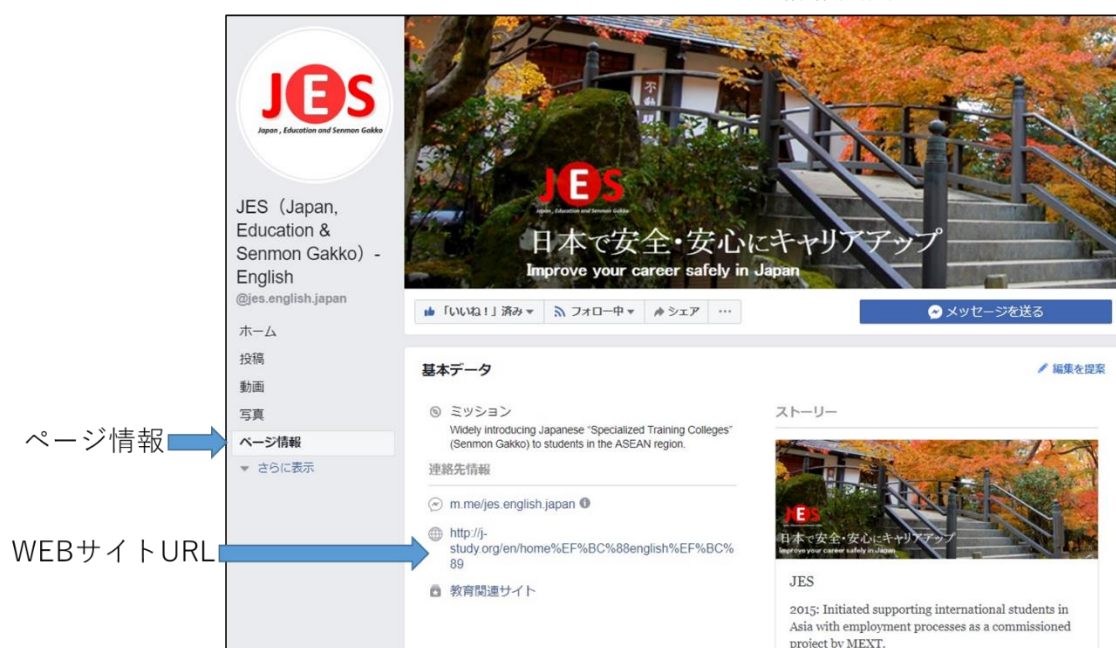 JES
Japan , Education and Senmon Gakko
JES（Japan,
Education &
Senmon Gakko）-
English
@jes.english.japan
ホーム
投稿
動画
写真
ページ情報
さらに表示
ページ情報
WEBサイトURL
JES
Japan , Education and Senmon Gakko
日本で安全・安心にキャリアアップ
Improve your career safely in Japan
「いいね！」済み
フォロー中
シェア
メッセージを送る
基本データ
編集を提案
ミッション
Widely introducing Japanese “Specialized Training Colleges”
(Senmon Gakko) to students in the ASEAN region.
連絡先情報
m.me/jes.english.japan
http://j-
study.org/en/home%EF%BC%88english%EF%BC%
89
教育関連サイト
ストーリー
JES
日本で安全・安心にキャリアアップ
Improve your career safely in Japan
JES
2015: Initiated supporting international students in
Asia with employment processes as a commissioned
project by MEXT.